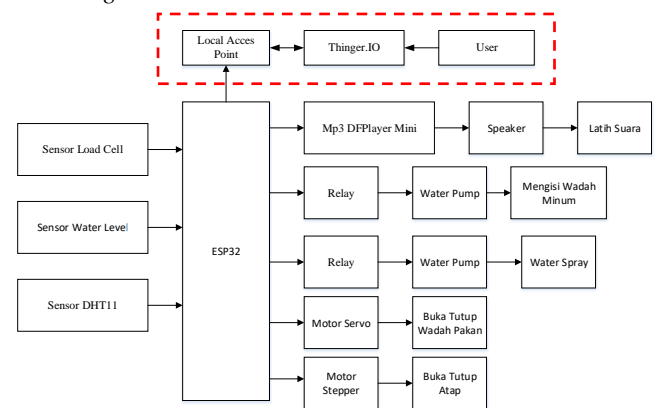 Local Acces
Point
Thinger.IO
User
Mp3 DFPlayer Mini
Speaker
Latih Suara
Sensor Load Cell
Relay
Water Pump
Mengisi Wadah
Minum
Sensor Water Level
ESP32
Relay
Water Pump
Water Spray
Sensor DHT11
Motor Servo
Buka Tutup
Wadah Pakan
Motor
Stepper
Buka Tutup
Atap